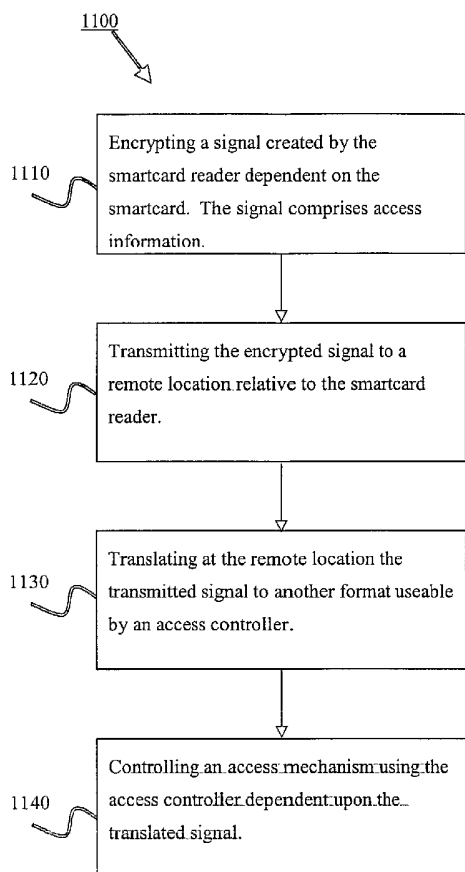 1100
1110
Encrypting a signal created by the
smartcard reader dependent on the
smartcard. The signal comprises access
information.
1120
Transmitting the encrypted signal to a
remote location relative to the smartcard
reader.
1130
Translating at the remote location the
transmitted signal to another format useable
by an access controller.
1140
Controlling an access mechanism using the
access controller dependent upon the
translated signal.